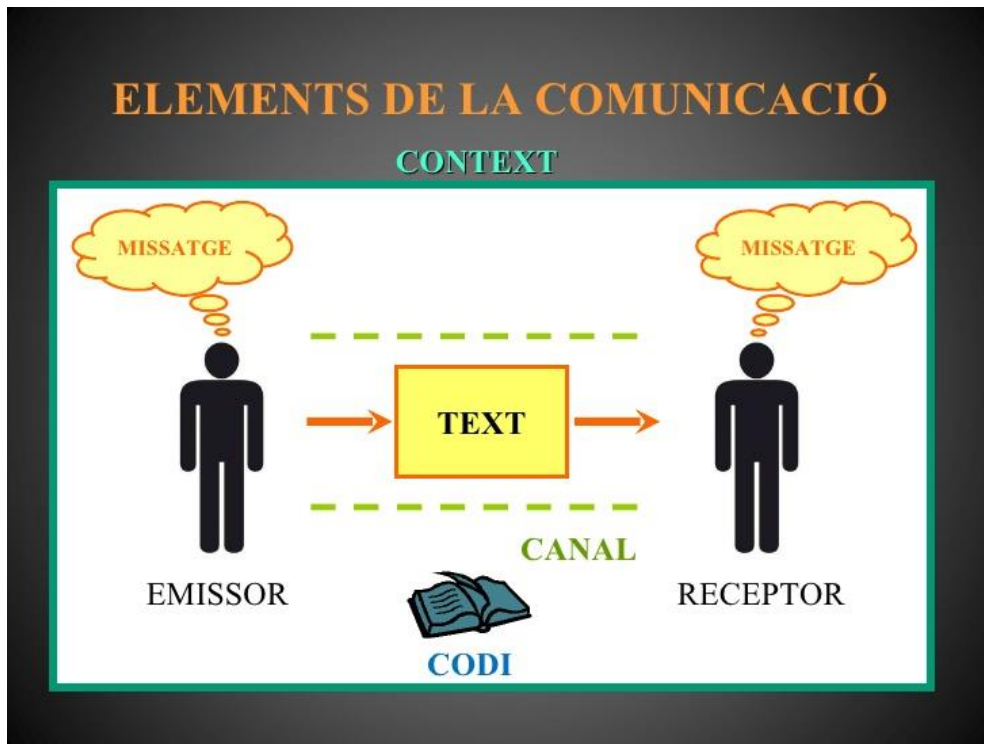 ELEMENTS DE LA COMUNICACIÓ
CONTEXT
MISSATGE
MISSATGE
TEXT
CANAL
EMISSOR
RECEPTOR
CODI